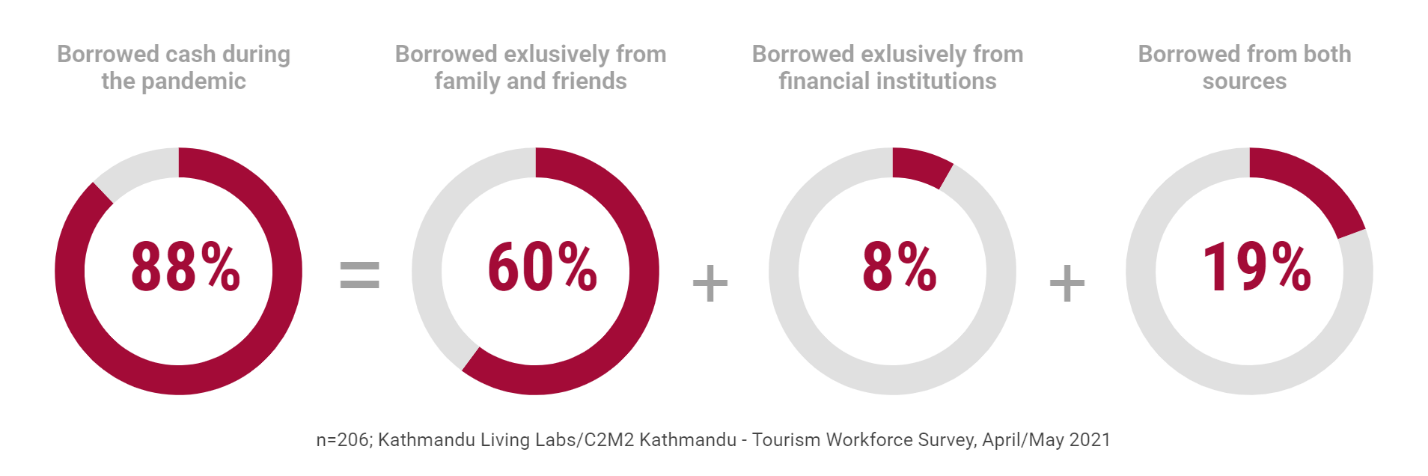 Borrowed cash during
the pandemic
88%
=
Borrowed exlusively from
family and friends
60%
+
Borrowed exlusively from
financial institutions
8%
+
Borrowed from both
sources
19%
n=206; Kathmandu Living Labs/C2M2 Kathmandu - Tourism Workforce Survey, April/May 2021